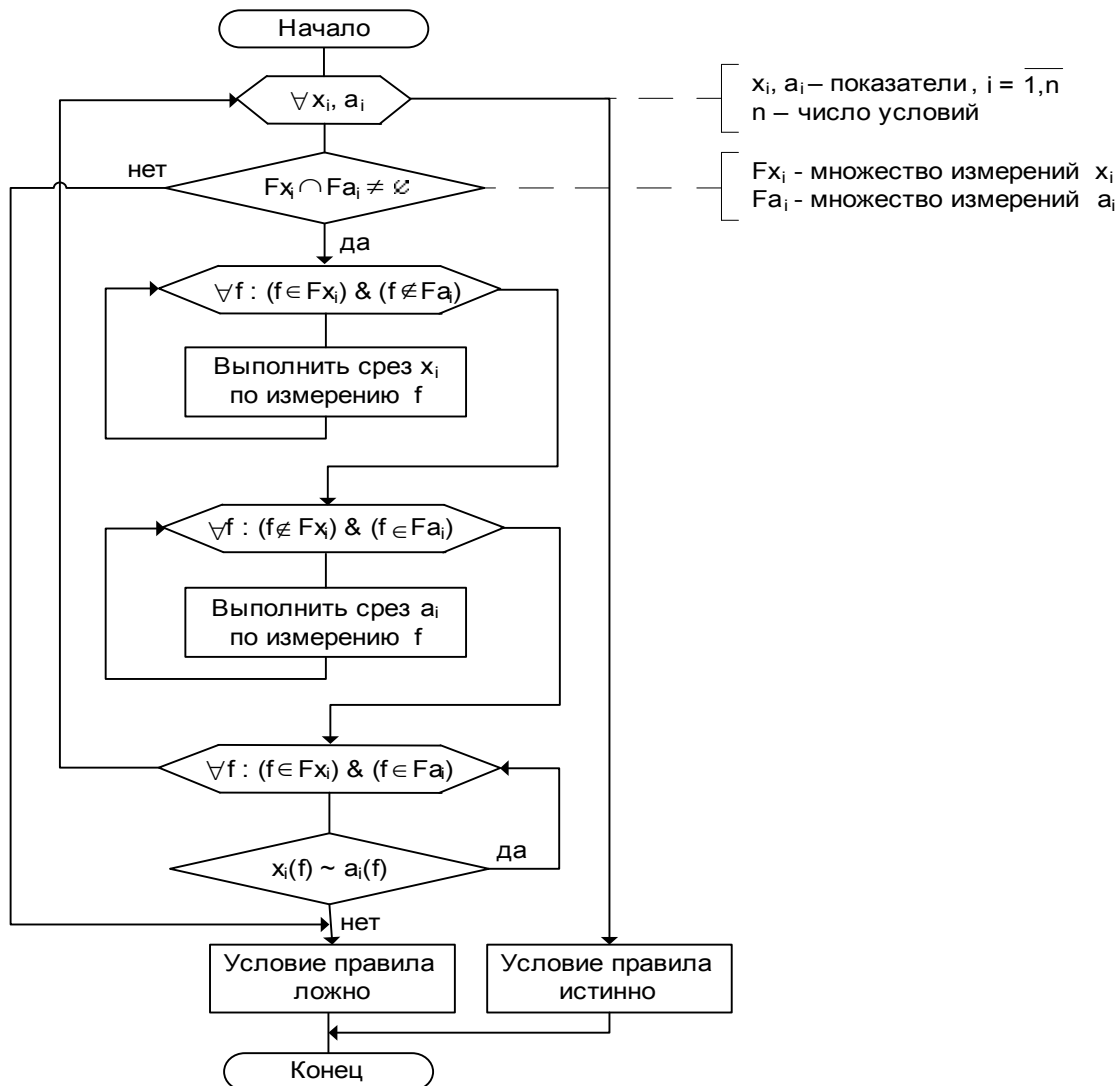 Начало
∀ xᵢ, aᵢ
xᵢ, aᵢ – показатели, i = 1,n
n – число условий
нет
Fxᵢ ∩ Faᵢ ≠ ∅
Fxᵢ - множество измерений xᵢ
Faᵢ - множество измерений aᵢ
да
∀f : (f ∈ Fxᵢ) & (f ∉ Faᵢ)
Выполнить срез xᵢ
по измерению f
∀f : (f ∉ Fxᵢ) & (f ∈ Faᵢ)
Выполнить срез aᵢ
по измерению f
∀f : (f ∈ Fxᵢ) & (f ∈ Faᵢ)
xᵢ(f) ~ aᵢ(f)
да
нет
Условие правила
ложно
Условие правила
истинно
Конец